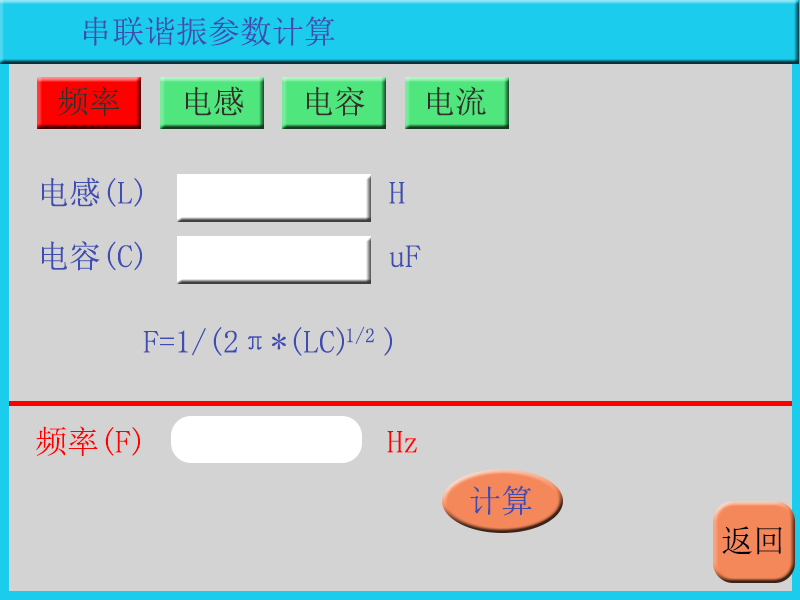 串联谐振参数计算
频率 电感 电容 电流
电感(L) H
电容(C) uF
F=1/(2π*(LC)1/2 )
频率(F) Hz
计算
返回